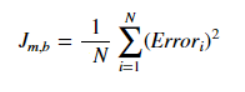 J_{m,b} = \frac{1}{N} \sum_{i=1}^{N} (Error_i)^2